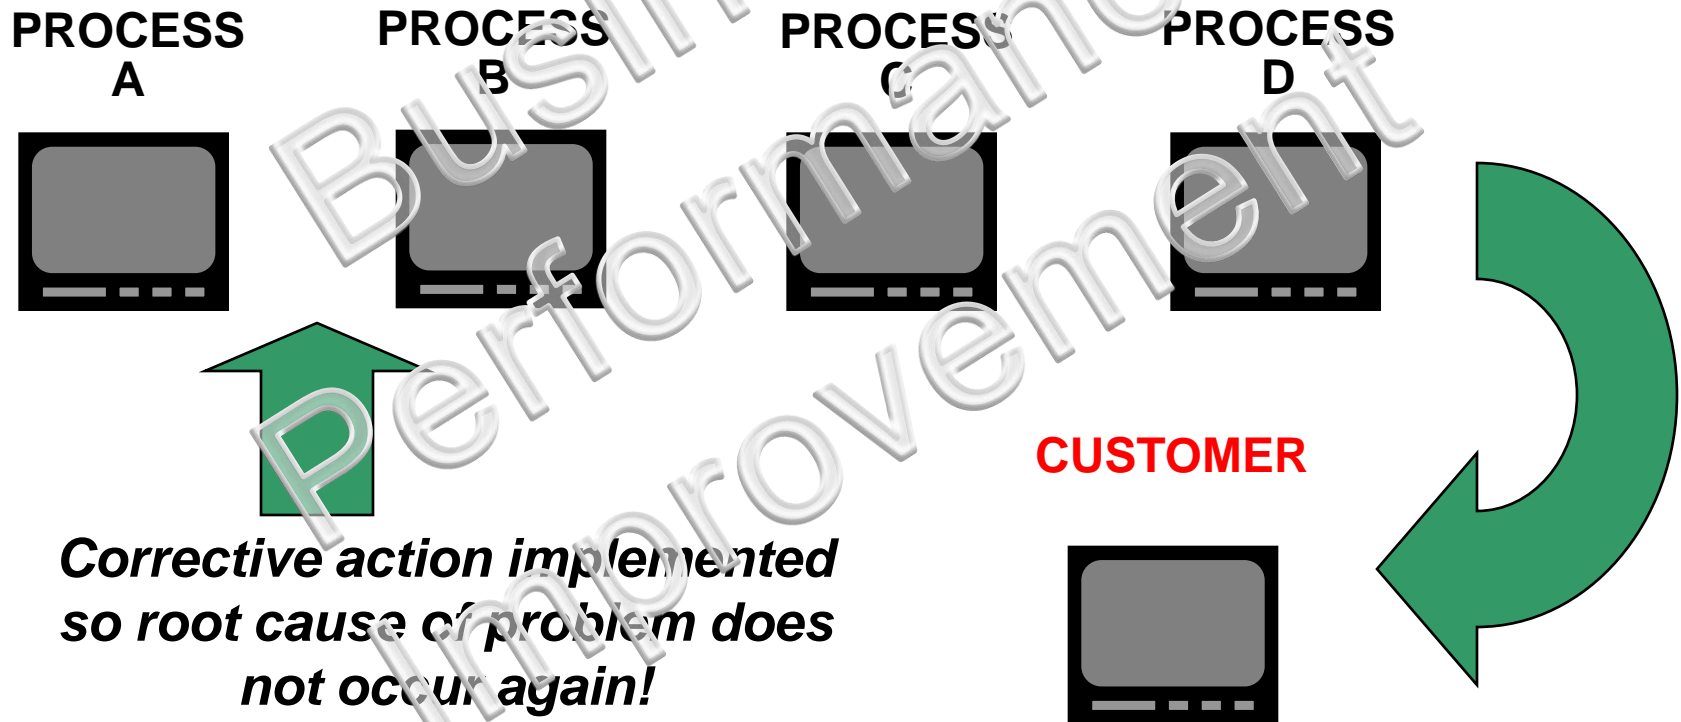 PROCESS
A
PROCESS
B
PROCESS
C
PROCESS
D
CUSTOMER
Corrective action implemented
so root cause of problem does
not occur again!
Performance
Improvement